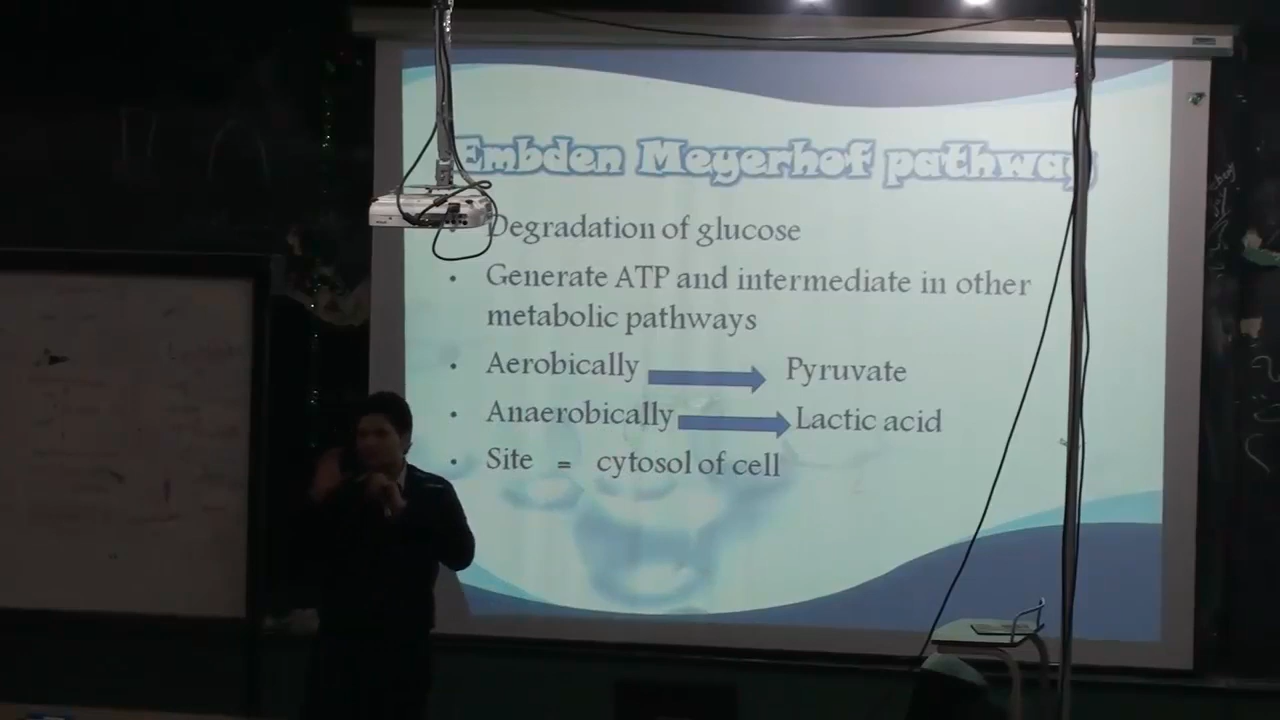 Embden Meyerhof pathway
• Degradation of glucose
• Generate ATP and intermediate in other
metabolic pathways
• Aerobically Pyruvate
• Anaerobically Lactic acid
• Site = cytosol of cell